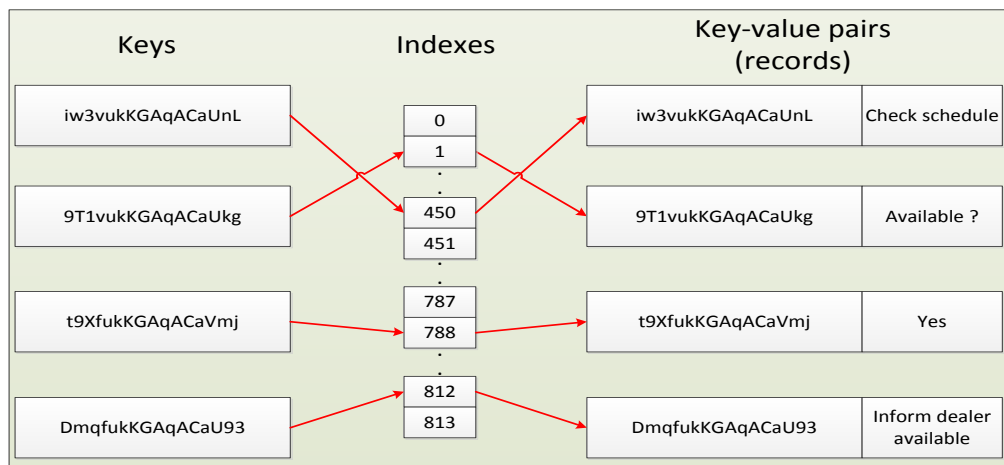 Keys
Indexes
Key-value pairs
(records)
iw3vukKGAqACaUnL
9T1vukKGAqACaUkg
t9XfukKGAqACaVmj
DmqfukKGAqACaU93
0
1
450
451
787
788
812
813
iw3vukKGAqACaUnL
Check schedule
9T1vukKGAqACaUkg
Available ?
t9XfukKGAqACaVmj
Yes
DmqfukKGAqACaU93
Inform dealer
available